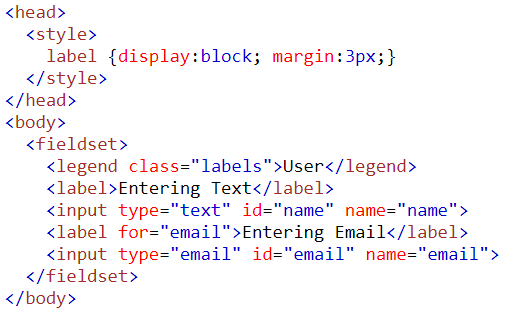 <head>
<style>
label {display:block; margin:3px;}
</style>
</head>
<body>
<fieldset>
<legend class="labels">User</legend>
<label>Entering Text</label>
<input type="text" id="name" name="name">
<label for="email">Entering Email</label>
<input type="email" id="email" name="email">
</fieldset>
</body>